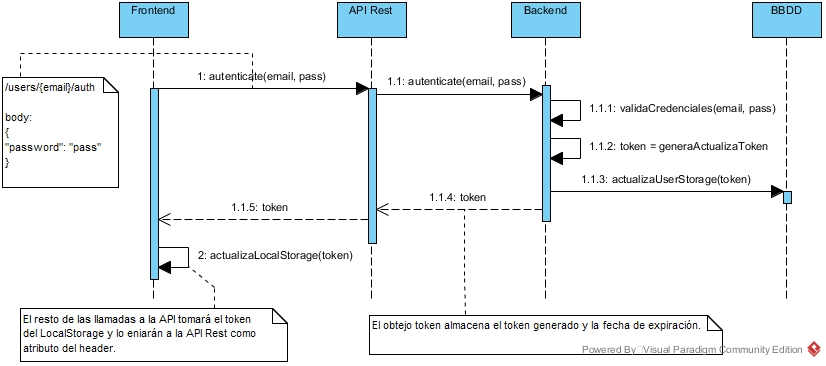 Frontend
API Rest
Backend
BBDD
/users/{email}/auth
body:
{
"password": "pass"
}
1: autenticate(email, pass)
1.1: autenticate(email, pass)
1.1.1: validaCredenciales(email, pass)
1.1.2: token = generaActualizaToken
1.1.3: actualizaUserStorage(token)
1.1.4: token
1.1.5: token
2: actualizaLocalStorage(token)
El resto de las llamadas a la API tomará el token
del LocalStorage y lo eniarán a la API Rest como
atributo del header.
El obtejo token almacena el token generado y la fecha de expiración.
Powered By Visual Paradigm Community Edition